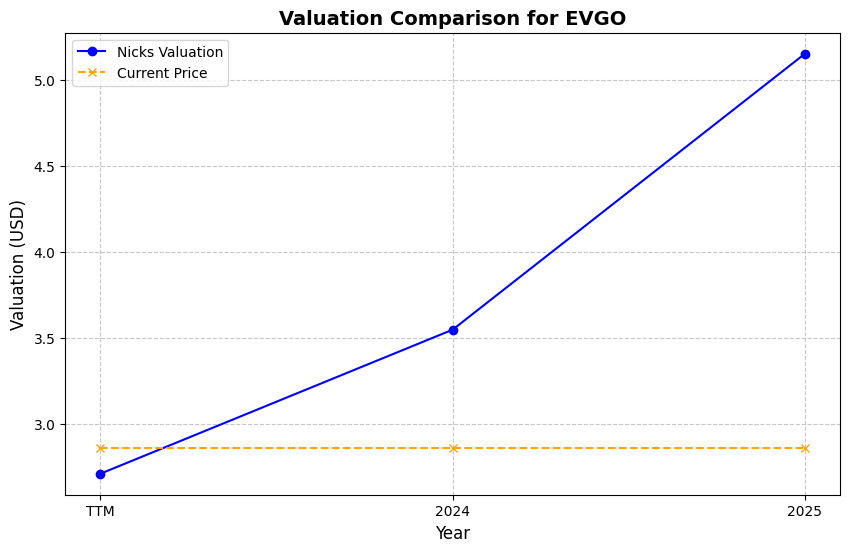 Valuation Comparison for EVGO
Nicks Valuation
Current Price
Valuation (USD)
5.0
4.5
4.0
3.5
3.0
TTM
2024
2025
Year